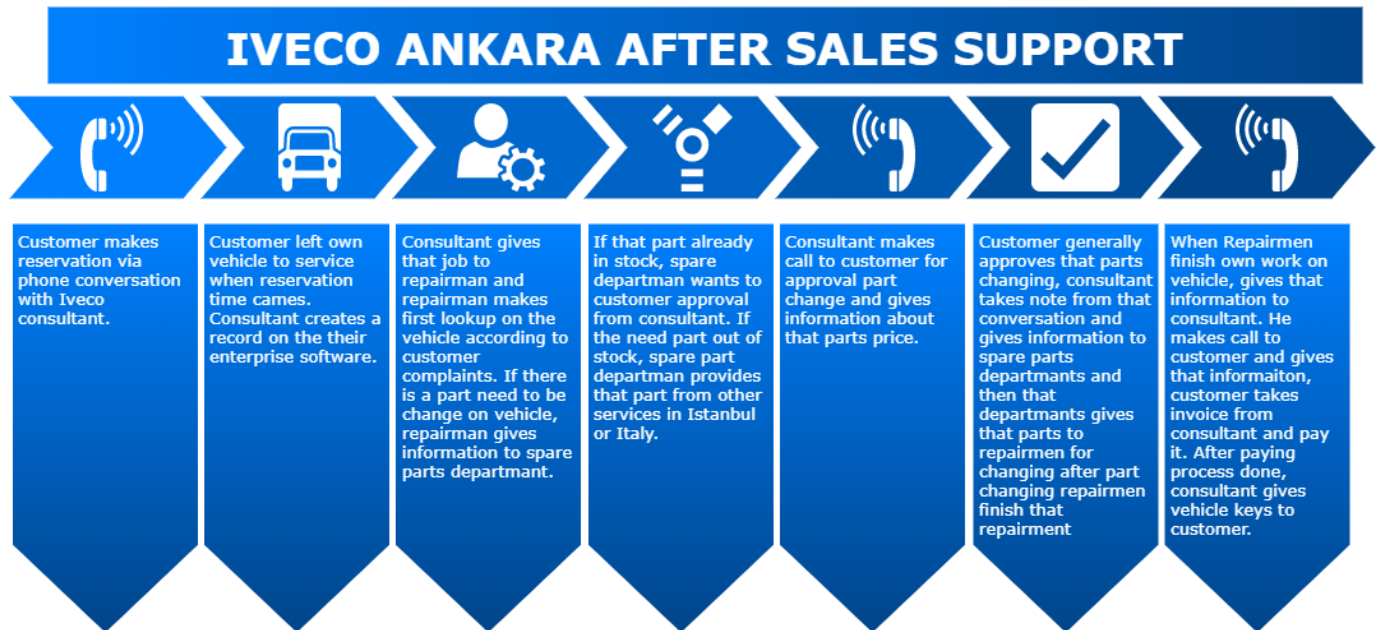 IVECO ANKARA AFTER SALES SUPPORT
Customer makes
reservation via
phone conversation
with Iveco
consultant.
Customer left own
vehicle to service
when reservation
time cames.
Consultant creates a
record on the their
enterprise software.
Consultant gives
that job to
repairman and
repairman makes
first lookup on the
vehicle according to
customer
complaints. If there
is a part need to be
change on vehicle,
repairman gives
information to spare
parts departmant.
If that part already
in stock, spare
departman wants to
customer approval
from consultant. If
the need part out of
stock, spare part
departman provides
that part from other
services in Istanbul
or Italy.
Consultant makes
call to customer for
approval part
change and gives
information about
that parts price.
Customer generally
approves that parts
changing, consultant
takes note from that
conversation and
gives information to
spare parts
departmants and
then that
departmants gives
that parts to
repairmen for
changing after part
changing repairmen
finish that
repairment
When Repairmen
finish own work on
vehicle, gives that
information to
consultant. He
makes call to
customer and gives
that informaiton,
customer takes
invoice from
consultant and pay
it. After paying
process done,
consultant gives
vehicle keys to
customer.